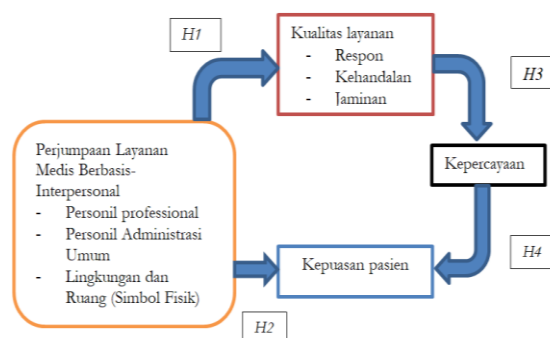 H1
Kualitas layanan
- Respon
- Kehandalan
- Jaminan
H3
Perjumpaan Layanan
Medis Berbasis-
Interpersonal
- Personil professional
- Personil Administrasi
Umum
- Lingkungan dan
Ruang (Simbol Fisik)
Kepercayaan
Kepuasan pasien
H4
H2